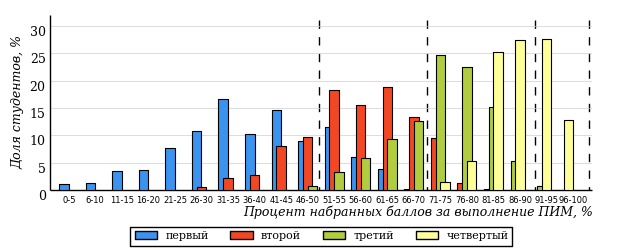 Доля студентов, %
30
25
20
15
10
5
0
0-5 6-10 11-15 16-20 21-25 26-30 31-35 36-40 41-45 46-50 51-55 56-60 61-65 66-70 71-75 76-80 81-85 86-90 91-95 96-100
Процент набранных баллов за выполнение ПИМ, %
первый второй третий четвертый